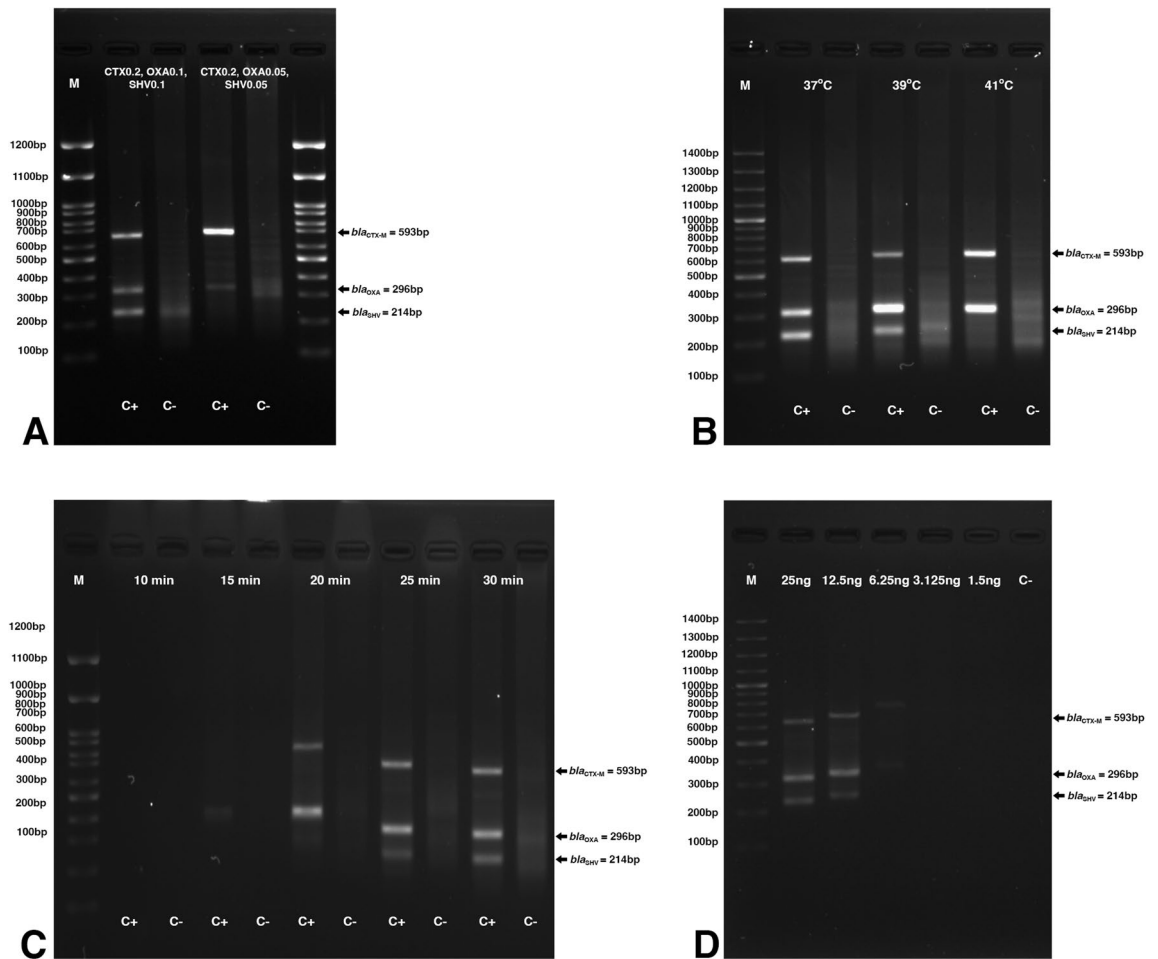 CTX0.2, OXA0.1,
SHV0.1
CTX0.2, OXA0.05,
SHV0.05
M
1200bp
1100bp
1000bp
900bp
800bp
700bp
600bp
500bp
400bp
300bp
200bp
100bp
blaCTX-M = 593bp
blaOXA = 296bp
blaSHV = 214bp
C+ C- C+ C-
A
M 37°C 39°C 41°C
1400bp
1300bp
1200bp
1100bp
1000bp
900bp
800bp
700bp
600bp
500bp
400bp
300bp
200bp
100bp
blaCTX-M = 593bp
blaOXA = 296bp
blaSHV = 214bp
C+ C- C+ C- C+ C-
B
M 10 min 15 min 20 min 25 min 30 min
1200bp
1100bp
1000bp
900bp
800bp
700bp
600bp
500bp
400bp
300bp
200bp
100bp
blaCTX-M = 593bp
blaOXA = 296bp
blaSHV = 214bp
C+ C- C+ C- C+ C- C+ C- C+ C-
C
M 25ng 12.5ng 6.25ng 3.125ng 1.5ng C-
1400bp
1300bp
1200bp
1100bp
1000bp
900bp
800bp
700bp
600bp
500bp
400bp
300bp
200bp
100bp
blaCTX-M = 593bp
blaOXA = 296bp
blaSHV = 214bp
D